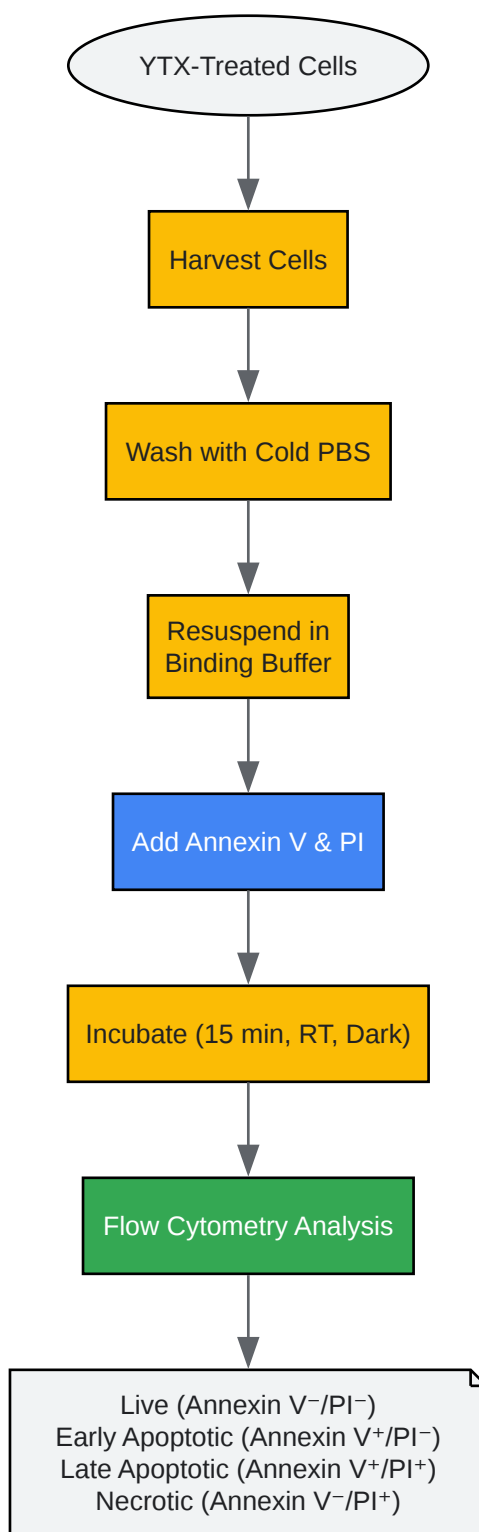 YTX-Treated Cells
Harvest Cells
Wash with Cold PBS
Resuspend in
Binding Buffer
Add Annexin V & PI
Incubate (15 min, RT, Dark)
Flow Cytometry Analysis
Live (Annexin V⁻/PI⁻)
Early Apoptotic (Annexin V⁺/PI⁻)
Late Apoptotic (Annexin V⁺/PI⁺)
Necrotic (Annexin V⁻/PI⁺)